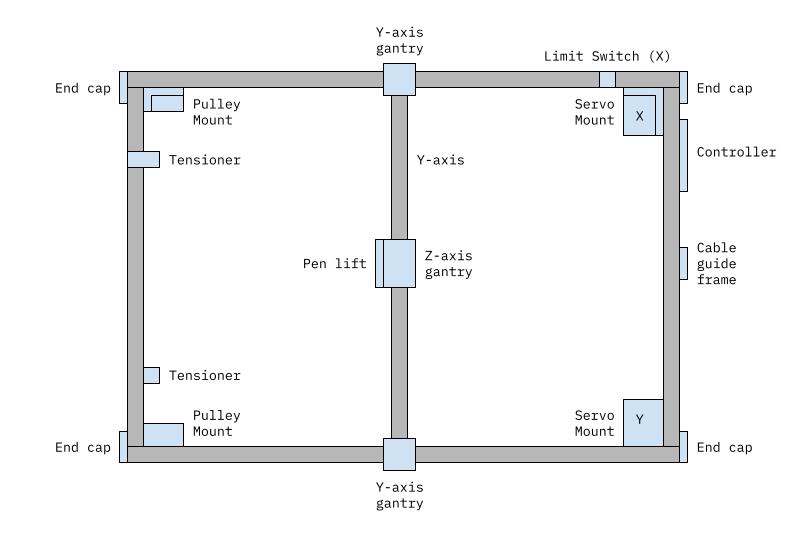 Y-axis
gantry
Limit Switch (X)
End cap
End cap
Pulley
Mount
Servo
Mount
X
Controller
Tensioner
Y-axis
Pen lift
Z-axis
gantry
Cable
guide
frame
Tensioner
Pulley
Mount
Servo
Mount
Y
End cap
End cap
Y-axis
gantry